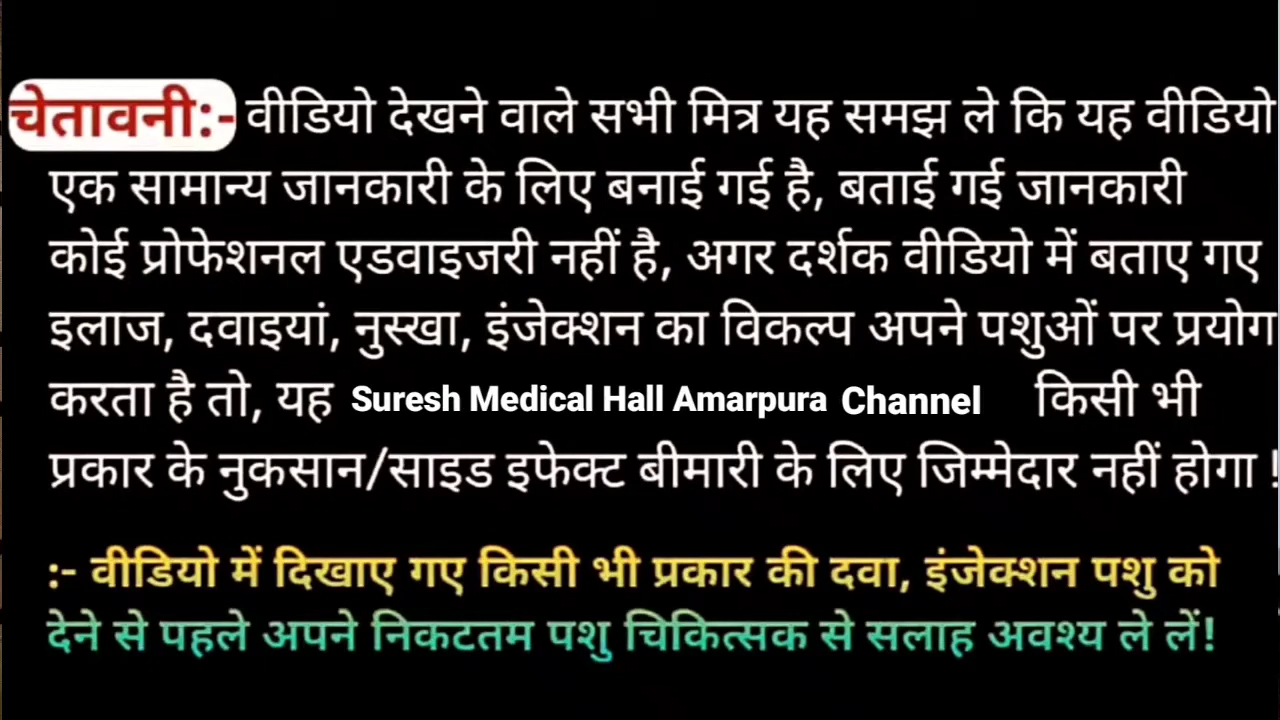 चेतावनी:- वीडियो देखने वाले सभी मित्र यह समझ ले कि यह वीडियो
एक सामान्य जानकारी के लिए बनाई गई है, बताई गई जानकारी
कोई प्रोफेशनल एडवाइजरी नहीं है, अगर दर्शक वीडियो में बताए गए
इलाज, दवाइयां, नुस्खा, इंजेक्शन का विकल्प अपने पशुओं पर प्रयोग
करता है तो, यह Suresh Medical Hall Amarpura Channel किसी भी
प्रकार के नुकसान/साइड इफेक्ट बीमारी के लिए जिम्मेदार नहीं होगा !
:- वीडियो में दिखाए गए किसी भी प्रकार की दवा, इंजेक्शन पशु को
देने से पहले अपने निकटतम पशु चिकित्सक से सलाह अवश्य ले लें!